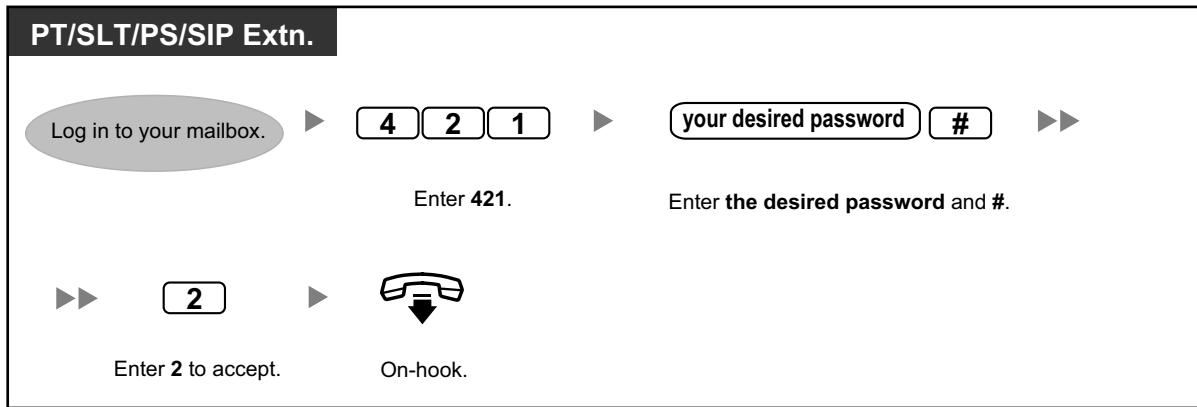 PT/SLT/PS/SIP Extn.
Log in to your mailbox.
4 2 1
your desired password #
Enter 421.
Enter the desired password and #.
2
Enter 2 to accept.
On-hook.